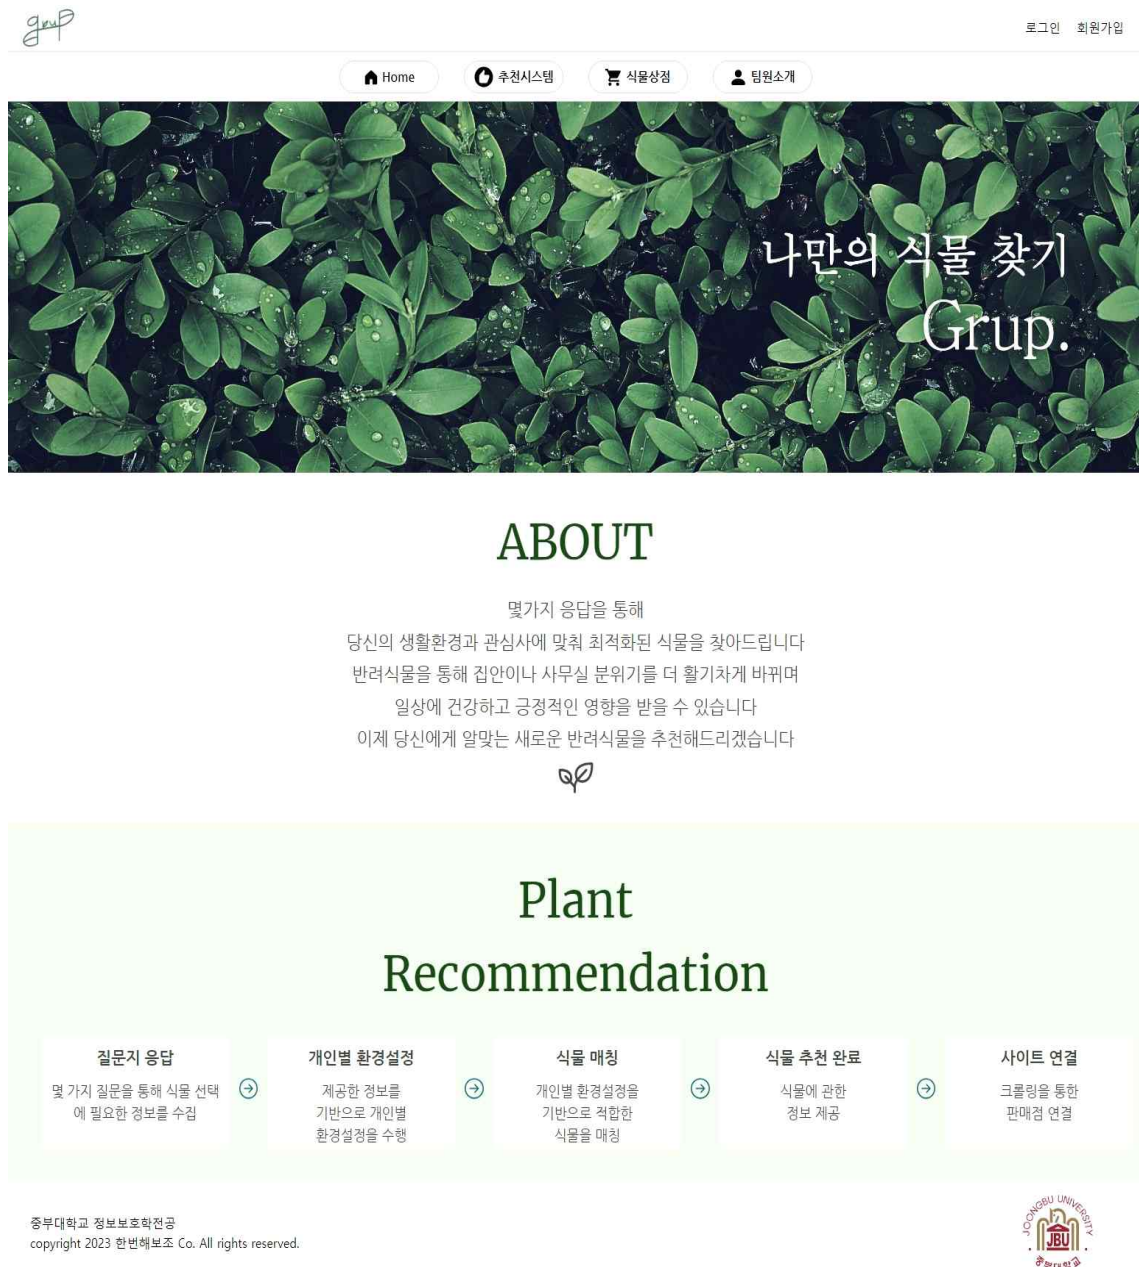 grup
로그인 회원가입
Home 추천시스템 식물상점 팀원소개
나만의 식물 찾기
Grup.
ABOUT
몇가지 응답을 통해
당신의 생활환경과 관심사에 맞춰 최적화된 식물을 찾아드립니다
반려식물을 통해 집안이나 사무실 분위기를 더 활기차게 바뀌며
일상에 건강하고 긍정적인 영향을 받을 수 있습니다
이제 당신에게 알맞는 새로운 반려식물을 추천해드리겠습니다
Plant
Recommendation
질문지 응답
몇 가지 질문을 통해 식물 선택
에 필요한 정보를 수집
개인별 환경설정
제공한 정보를
기반으로 개인별
환경설정을 수행
식물 매칭
개인별 환경설정을
기반으로 적합한
식물을 매칭
식물 추천 완료
식물에 관한
정보 제공
사이트 연결
크롤링을 통한
판매점 연결
중부대학교 정보보호학전공
copyright 2023 한번해보조 Co. All rights reserved.
JOONGBU UNIVERSITY
JBU
중부대학교